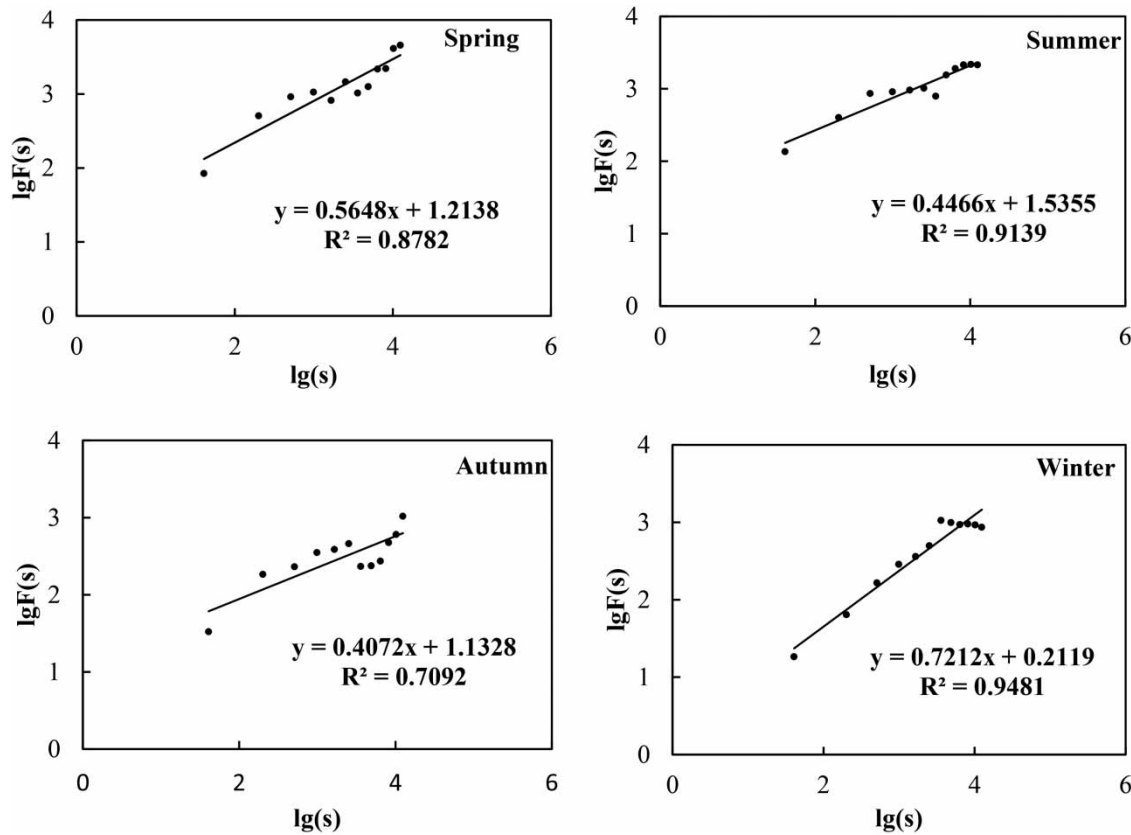 Spring
4
3
2
1
0
0 2 4 6
lgF(s)
lg(s)
y = 0.5648x + 1.2138
R² = 0.8782
Summer
4
3
2
1
0
0 2 4 6
lgF(s)
lg(s)
y = 0.4466x + 1.5355
R² = 0.9139
Autumn
4
3
2
1
0
0 2 4 6
lgF(s)
lg(s)
y = 0.4072x + 1.1328
R² = 0.7092
Winter
4
3
2
1
0
0 2 4 6
lgF(s)
lg(s)
y = 0.7212x + 0.2119
R² = 0.9481